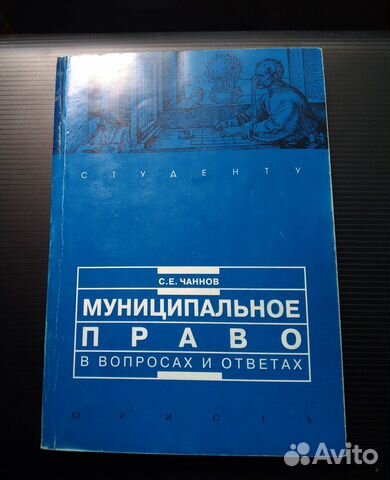 СТУДЕНТУ
С.Е. ЧАННОВ
МУНИЦИПАЛЬНОЕ
ПРАВО
В ВОПРОСАХ И ОТВЕТАХ
ЮРИСТЪ
Avito